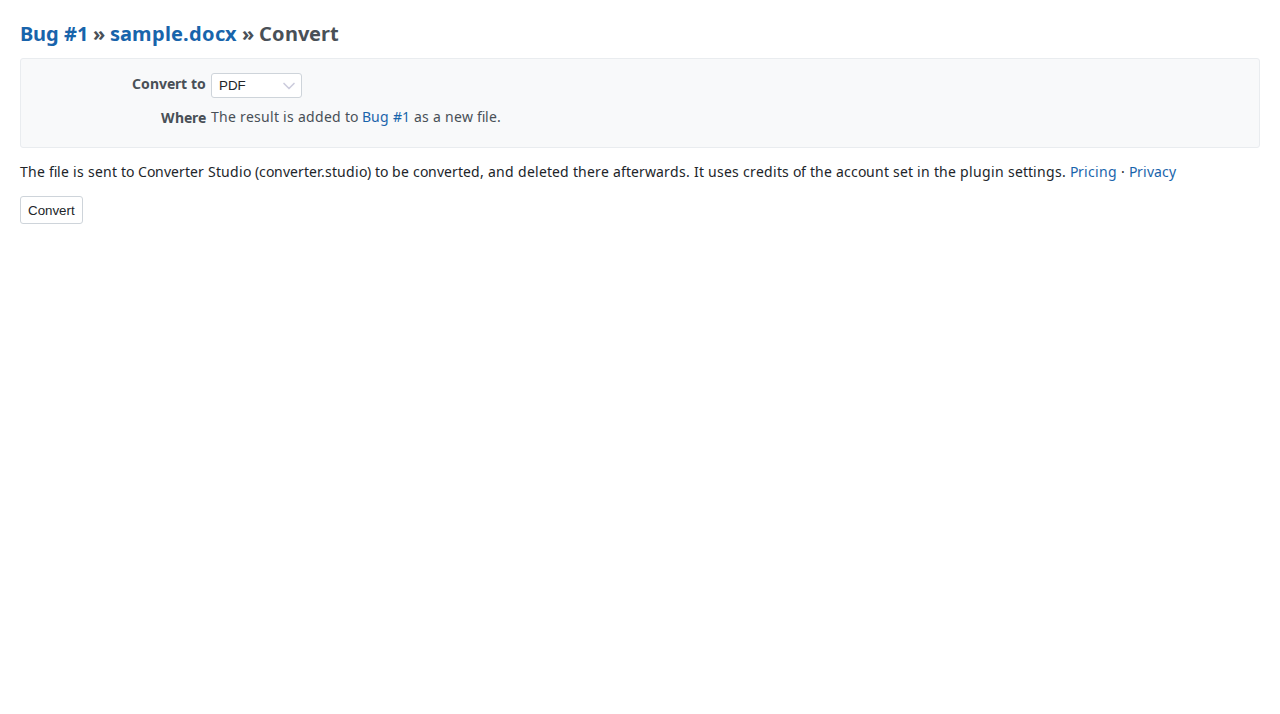 Bug #1 » sample.docx » Convert
Convert to PDF
Where The result is added to Bug #1 as a new file.
The file is sent to Converter Studio (converter.studio) to be converted, and deleted there afterwards. It uses credits of the account set in the plugin settings. Pricing · Privacy
Convert